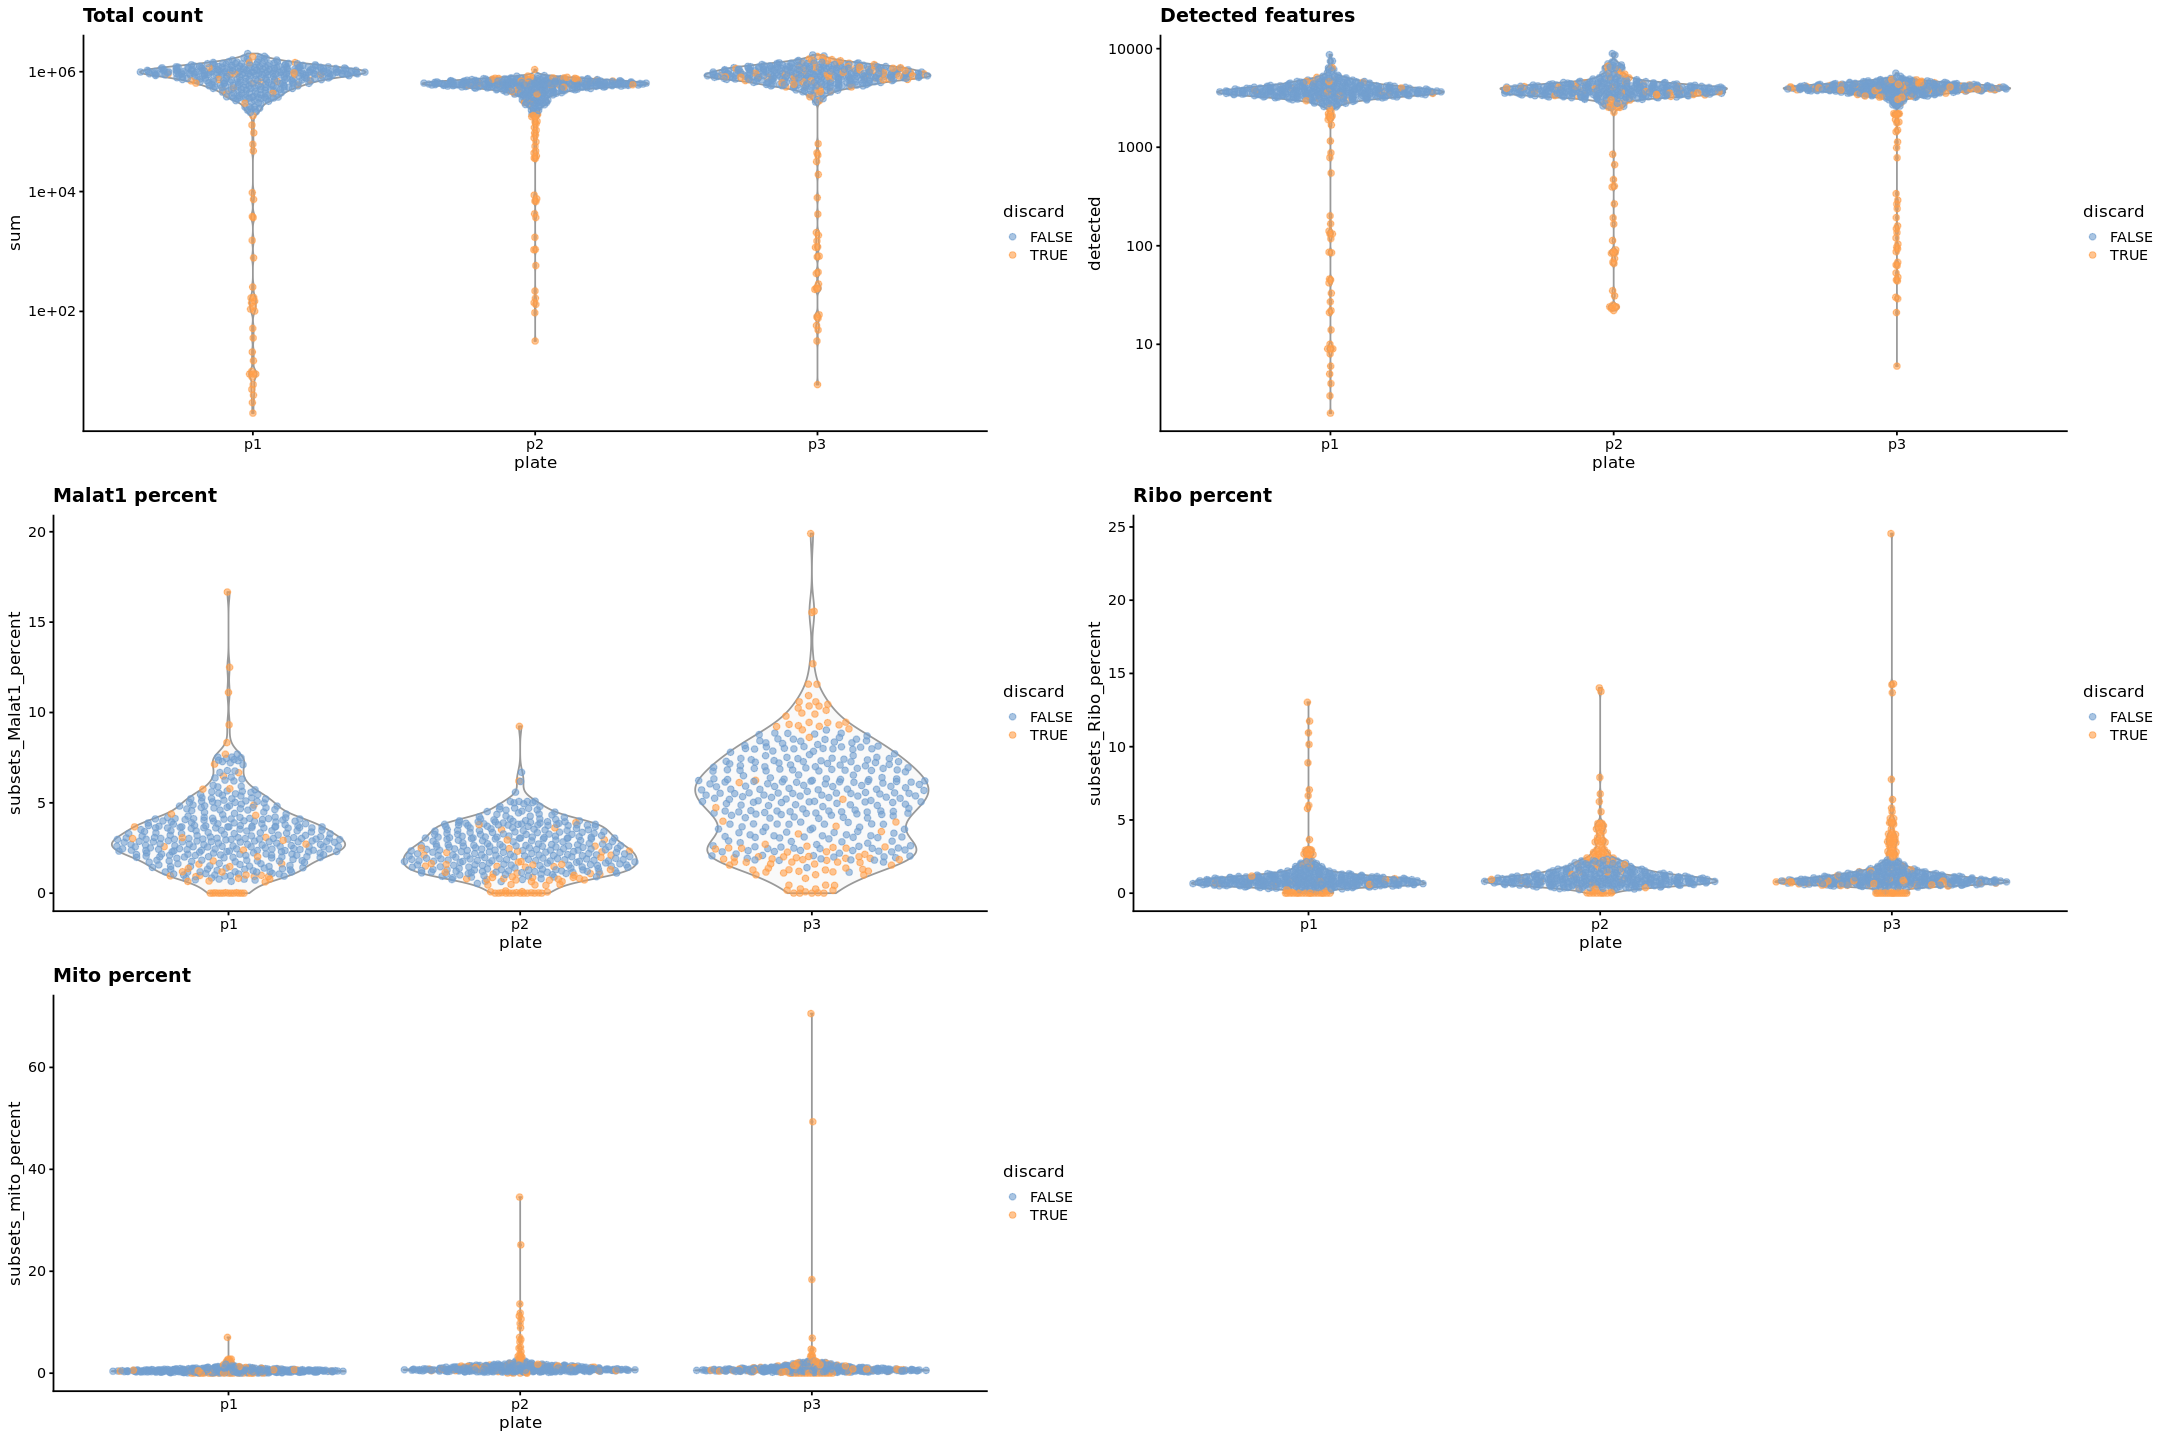 Total count
sum
1e+06
1e+04
1e+02
p1 p2 p3
plate
discard
FALSE
TRUE
Detected features
detected
10000
1000
100
10
p1 p2 p3
plate
discard
FALSE
TRUE
Malat1 percent
subsets_Malat1_percent
20
15
10
5
0
p1 p2 p3
plate
discard
FALSE
TRUE
Ribo percent
subsets_Ribo_percent
25
20
15
10
5
0
p1 p2 p3
plate
discard
FALSE
TRUE
Mito percent
subsets_mito_percent
60
40
20
0
p1 p2 p3
plate
discard
FALSE
TRUE